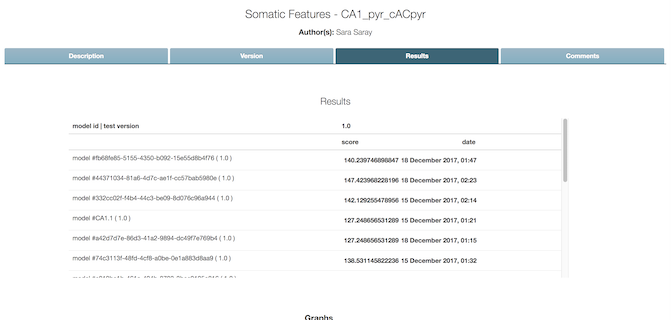 Somatic Features - CA1_pyr_cACpyr
Author(s): Sara Saray
Description Version Results Comments
Results
model id | test version 1.0
score date
model #fb68fe85-5155-4350-b092-15e55d8b4f76 ( 1.0 ) 140.239746898847 18 December 2017, 01:47
model #44371034-81a6-4d7c-ae1f-cc57bab5980e ( 1.0 ) 147.423968228196 18 December 2017, 02:23
model #332cc02f-f4b4-44c3-be09-8d076c96a944 ( 1.0 ) 142.129255478956 15 December 2017, 02:14
model #CA1.1 ( 1.0 ) 127.248656531289 15 December 2017, 01:21
model #a42d7d7e-86d3-41a2-9894-dc49f7e769b4 ( 1.0 ) 127.248656531289 18 December 2017, 01:15
model #74c3113f-48fd-4cf8-a0be-0e1a883d8aa9 ( 1.0 ) 138.531145822236 15 December 2017, 01:32
Graphs